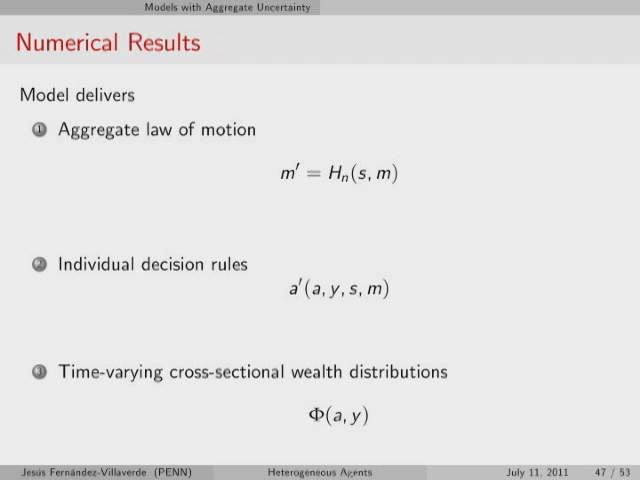 Models with Aggregate Uncertainty
Numerical Results
Model delivers
1 Aggregate law of motion
m′ = Hn(s, m)
2 Individual decision rules
a′(a, y, s, m)
3 Time-varying cross-sectional wealth distributions
Φ(a, y)
Jesús Fernández-Villaverde (PENN) Heterogeneous Agents July 11, 2011 47 / 53